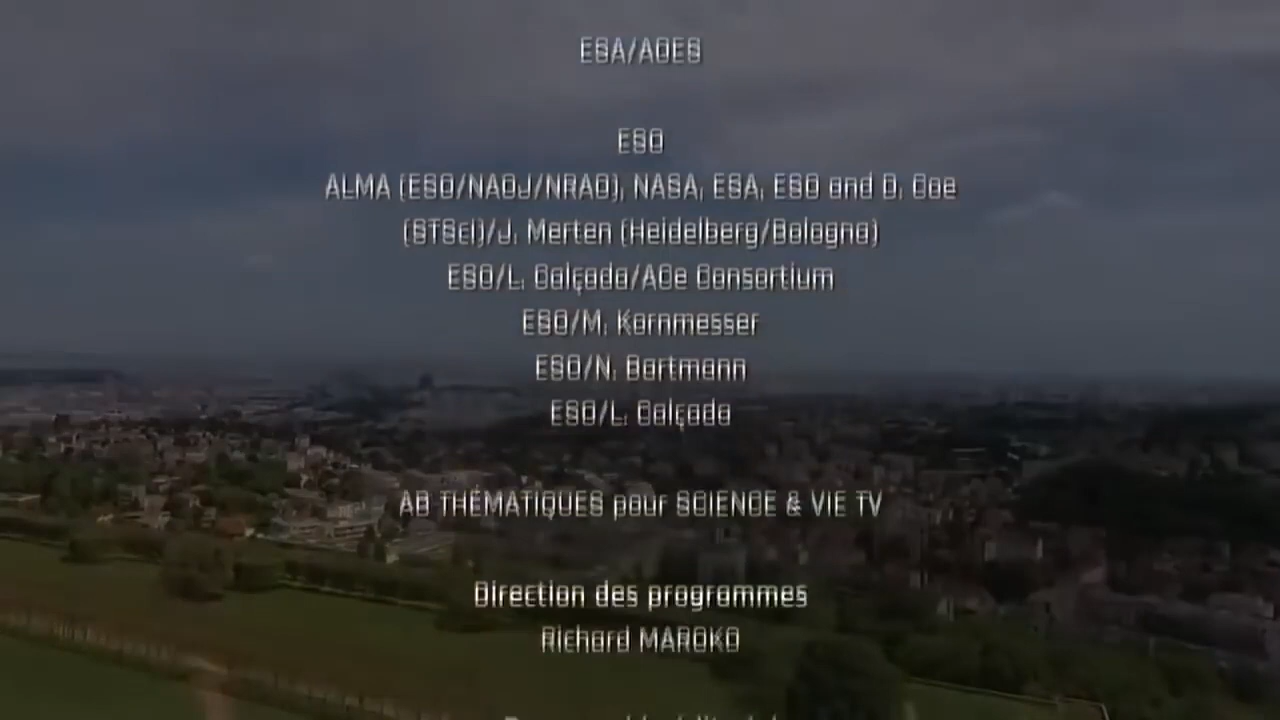 ESA/AOES
ESO
ALMA (ESO/NAOJ/NRAO), NASA, ESA, ESO and D. Coe
(STScI)/J. Merten (Heidelberg/Bologna)
ESO/L. Calçada/ACe Consortium
ESO/M. Kornmesser
ESO/N. Bartmann
ESO/L. Calçada
AB THÉMATIQUES pour SCIENCE & VIE TV
Direction des programmes
Richard MAROKO